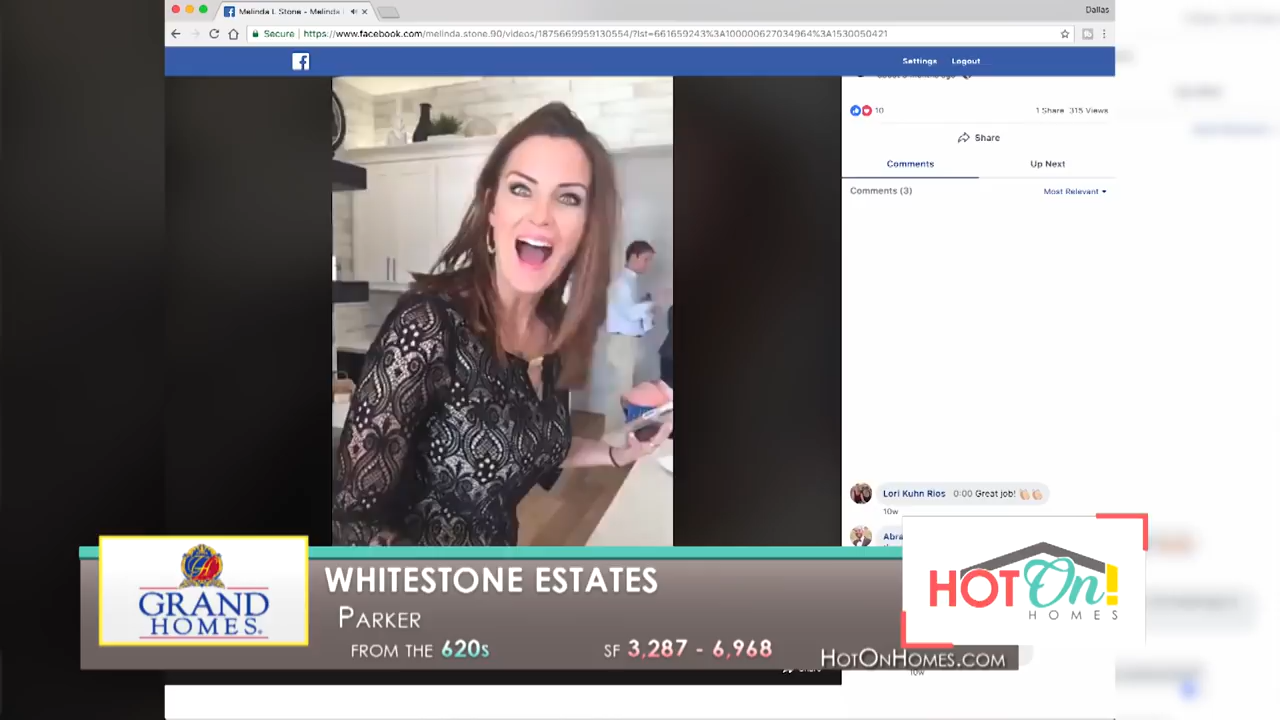 Melinda L Stone - Melinda
Dallas
Secure
https://www.facebook.com/melinda.stone.90/videos/1875669959130554/?lst=661659243%3A100000627034964%3A1530050421
Settings Logout
10
1 Share 315 Views
Share
Comments Up Next
Comments (3)
Most Relevant
Lori Kuhn Rios 0:00 Great job! 👏🏻👏🏻
10w
Abra
GRAND
HOMES®
WHITESTONE ESTATES
PARKER
FROM THE 620s SF 3,287 - 6,968
HOT On!
HOMES
HOTONHOMES.COM
10w